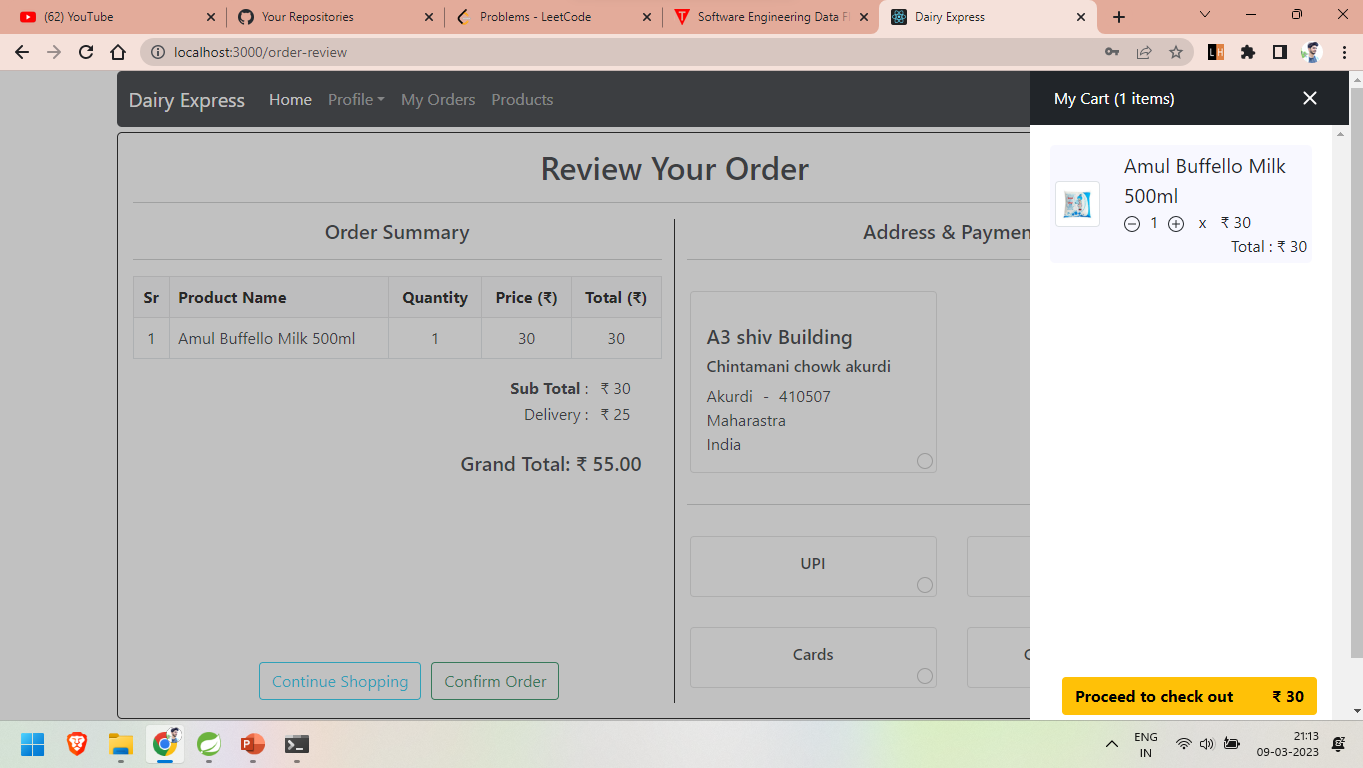 (62) YouTube
Your Repositories
Problems - LeetCode
Software Engineering Data Fl
Dairy Express
localhost:3000/order-review
LH
Dairy Express Home Profile My Orders Products
My Cart (1 items)
Review Your Order
Order Summary
Sr Product Name Quantity Price (₹) Total (₹)
1 Amul Buffello Milk 500ml 1 30 30
Sub Total : ₹ 30
Delivery : ₹ 25
Grand Total: ₹ 55.00
Continue Shopping Confirm Order
Address & Paymen
A3 shiv Building
Chintamani chowk akurdi
Akurdi - 410507
Maharastra
India
UPI
Cards
Amul Buffello Milk
500ml
1 x ₹ 30
Total : ₹ 30
Proceed to check out ₹ 30
ENG
IN
21:13
09-03-2023